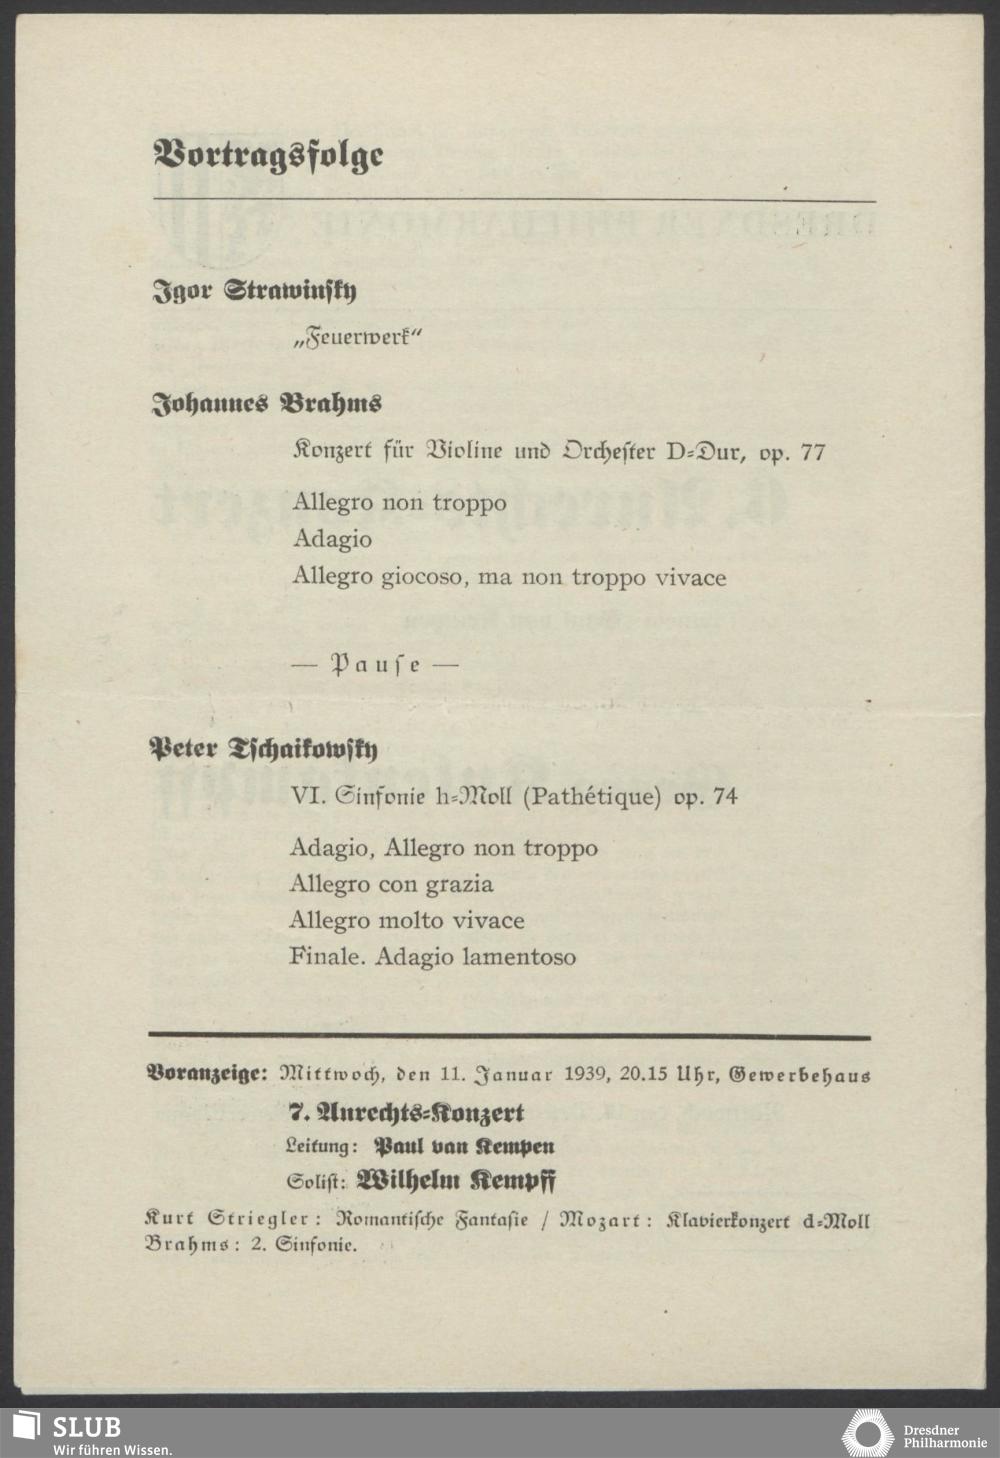 Vortragsfolge
Igor Strawinsky
„Feuerwerk“
Johannes Brahms
Konzert für Violine und Orchester D=Dur, op. 77
Allegro non troppo
Adagio
Allegro giocoso, ma non troppo vivace
— Pause —
Peter Tschaikowsky
VI. Sinfonie h=Moll (Pathétique) op. 74
Adagio, Allegro non troppo
Allegro con grazia
Allegro molto vivace
Finale. Adagio lamentoso
Voranzeige: Mittwoch, den 11. Januar 1939, 20.15 Uhr, Gewerbehaus
7. Anrechts=Konzert
Leitung: Paul van Kempen
Solist: Wilhelm Kempff
Kurt Striegler: Romantische Fantasie / Mozart: Klavierkonzert d=Moll
Brahms: 2. Sinfonie.
SLUB
Wir führen Wissen.
Dresdner
Philharmonie